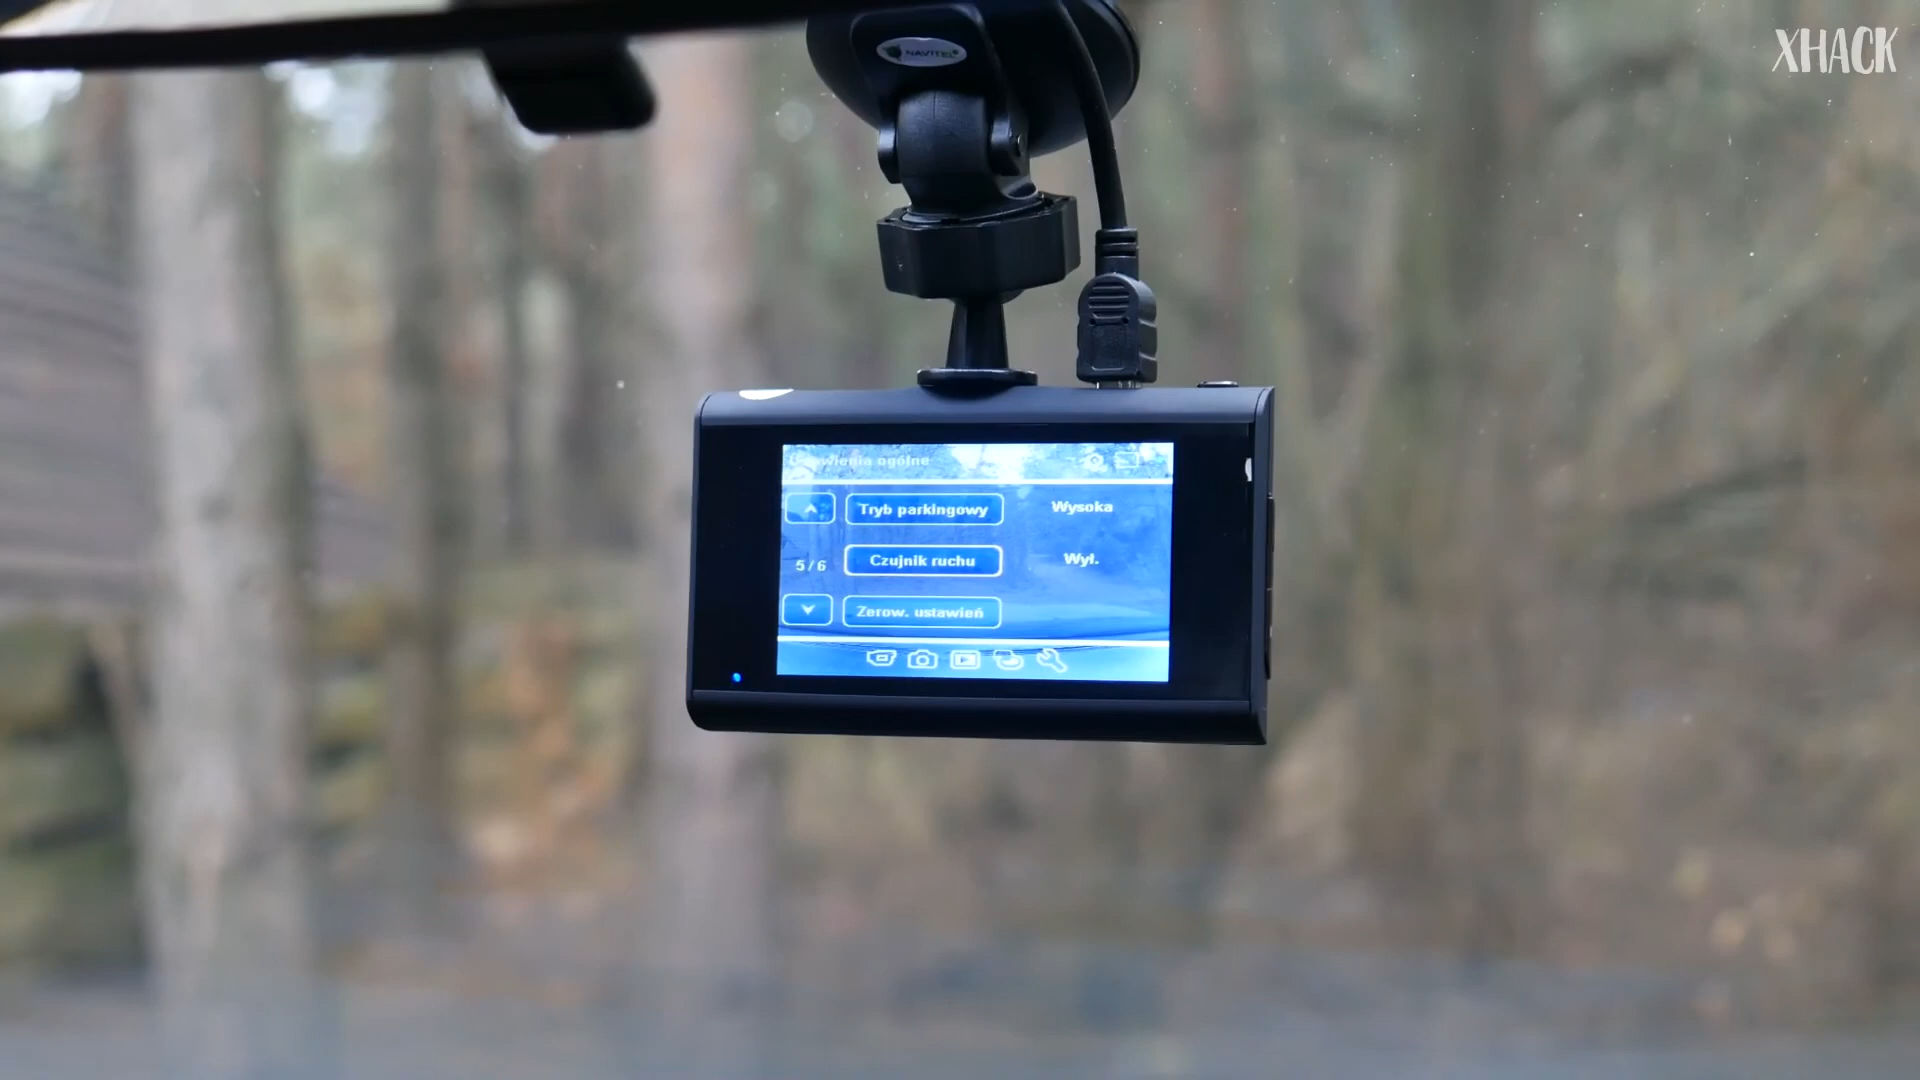 XHACK
NAVITEL
Ustawienia ogólne
Tryb parkingowy Wysoka
5/6 Czujnik ruchu Wył.
Zerow. ustawień